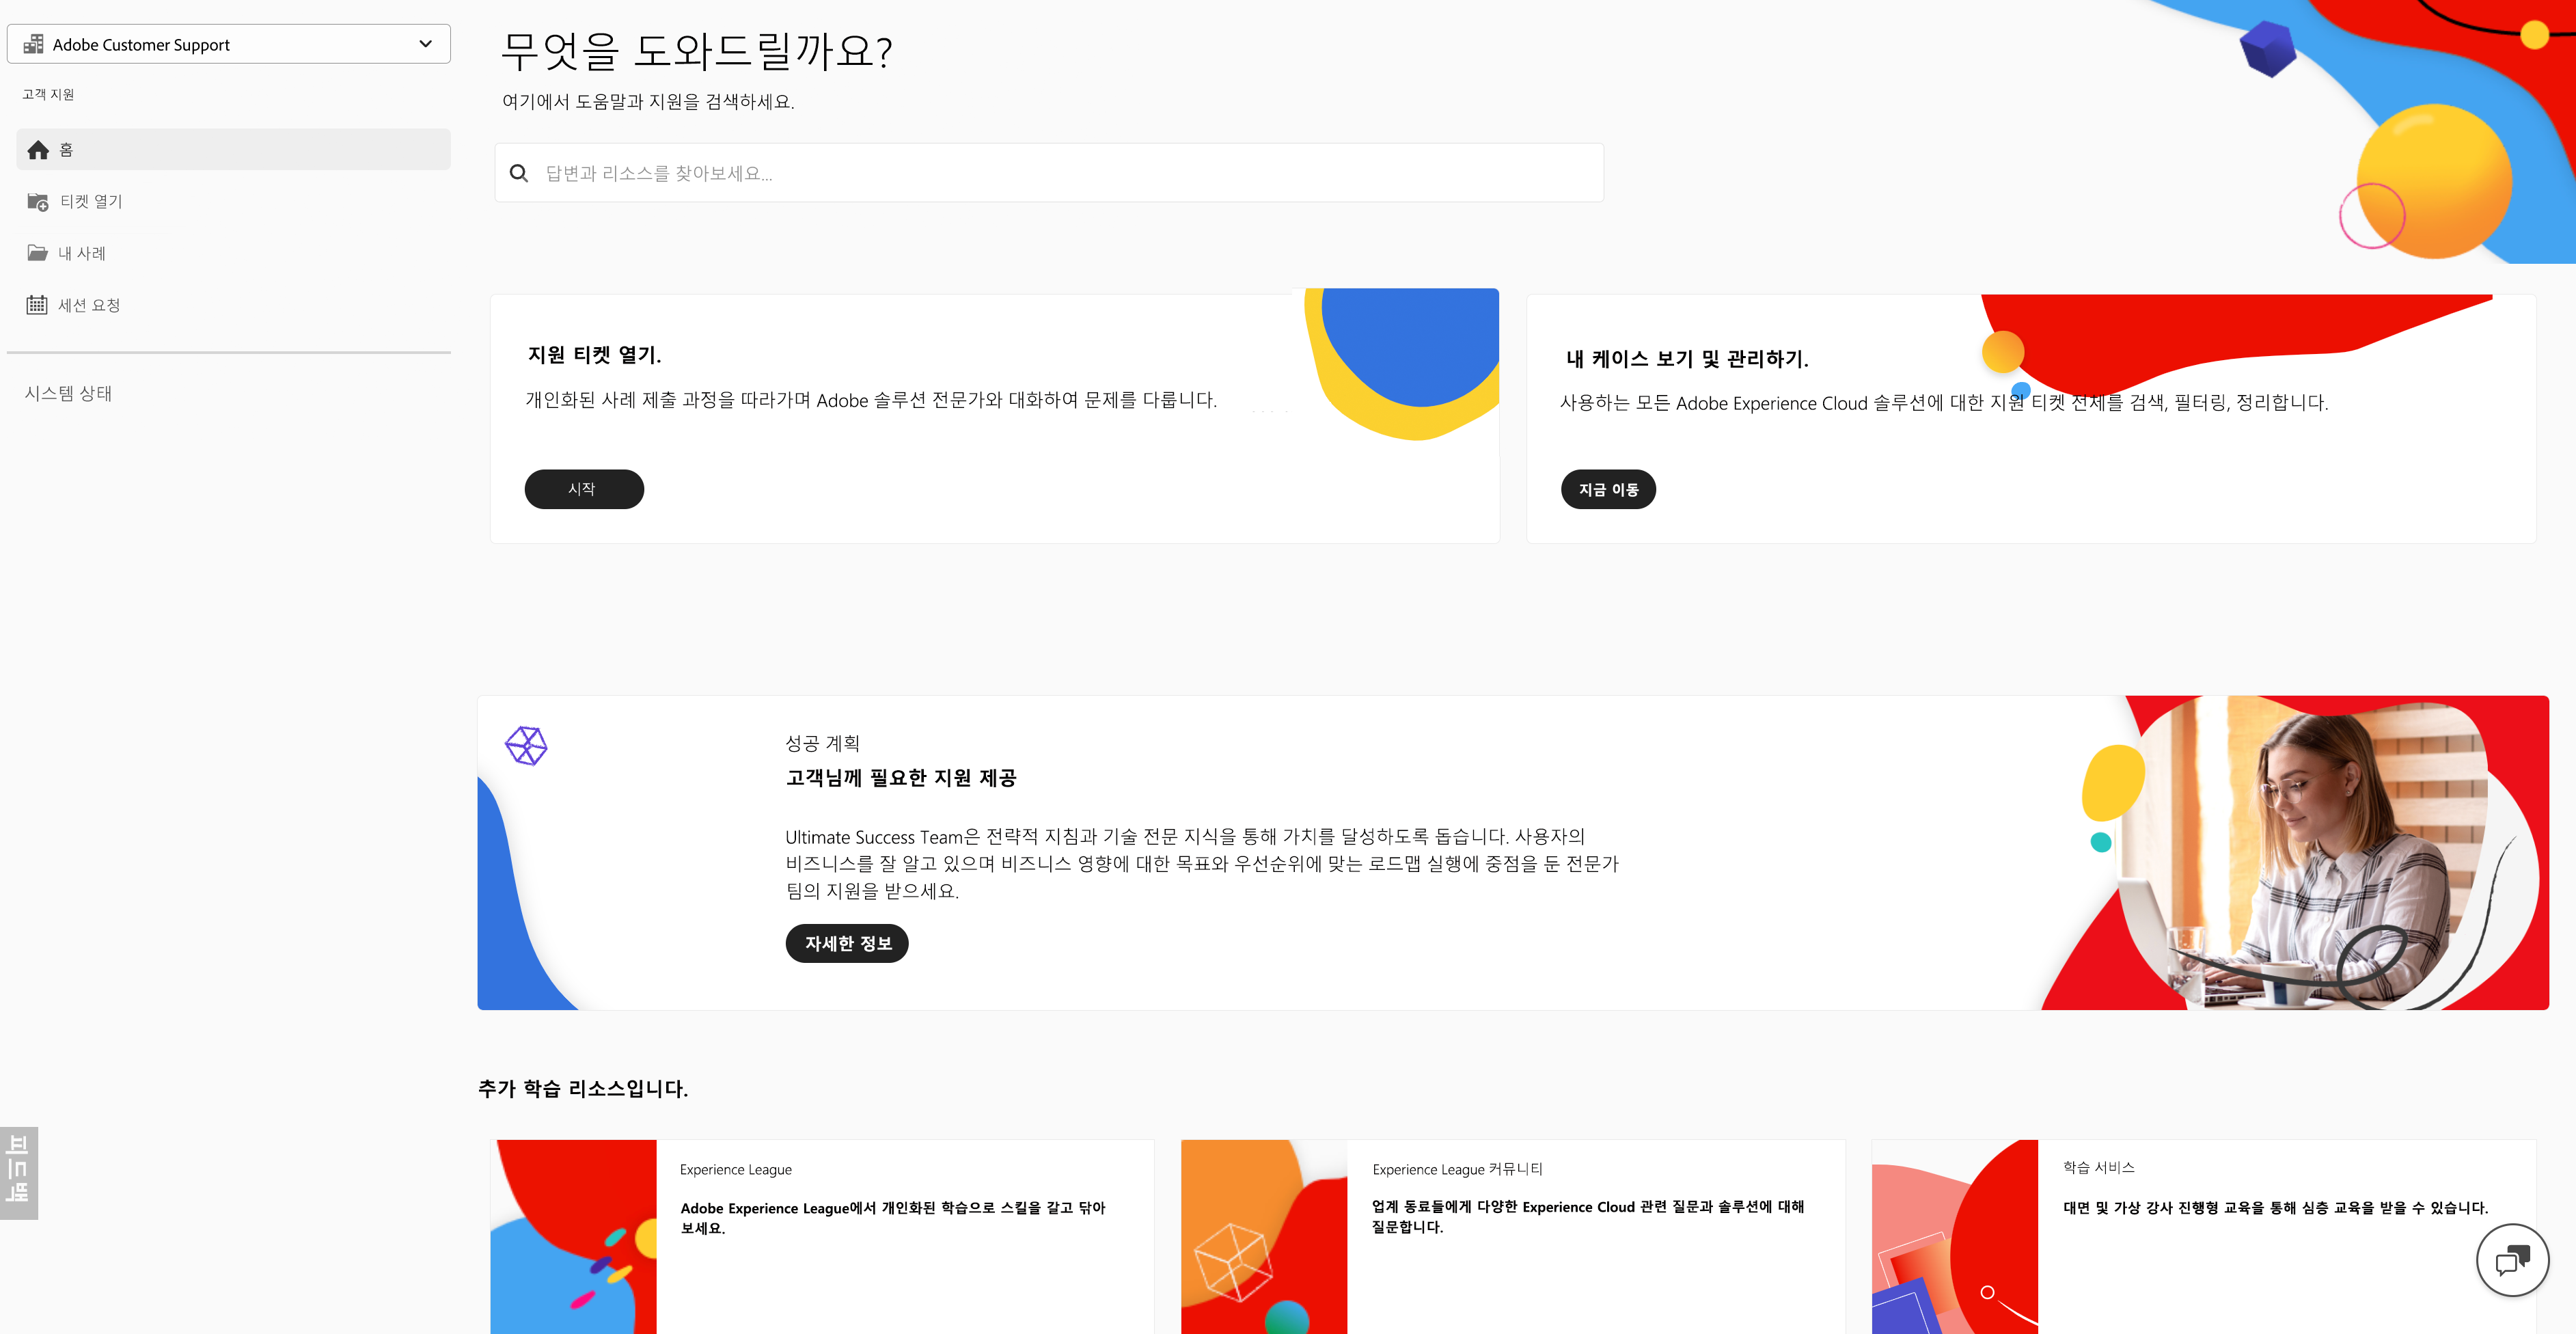 Adobe Customer Support
고객 지원
홈
티켓 열기
내 사례
세션 요청
시스템 상태
피드백
무엇을 도와드릴까요?
여기에서 도움말과 지원을 검색하세요.
답변과 리소스를 찾아보세요...
지원 티켓 열기.
개인화된 사례 제출 과정을 따라가며 Adobe 솔루션 전문가와 대화하여 문제를 다룹니다.
시작
내 케이스 보기 및 관리하기.
사용하는 모든 Adobe Experience Cloud 솔루션에 대한 지원 티켓 전체를 검색, 필터링, 정리합니다.
지금 이동
성공 계획
고객님께 필요한 지원 제공
Ultimate Success Team은 전략적 지침과 기술 전문 지식을 통해 가치를 달성하도록 돕습니다. 사용자의
비즈니스를 잘 알고 있으며 비즈니스 영향에 대한 목표와 우선순위에 맞는 로드맵 실행에 중점을 둔 전문가
팀의 지원을 받으세요.
자세한 정보
추가 학습 리소스입니다.
Experience League
Adobe Experience League에서 개인화된 학습으로 스킬을 갈고 닦아
보세요.
Experience League 커뮤니티
업계 동료들에게 다양한 Experience Cloud 관련 질문과 솔루션에 대해
질문합니다.
학습 서비스
대면 및 가상 강사 진행형 교육을 통해 심층 교육을 받을 수 있습니다.